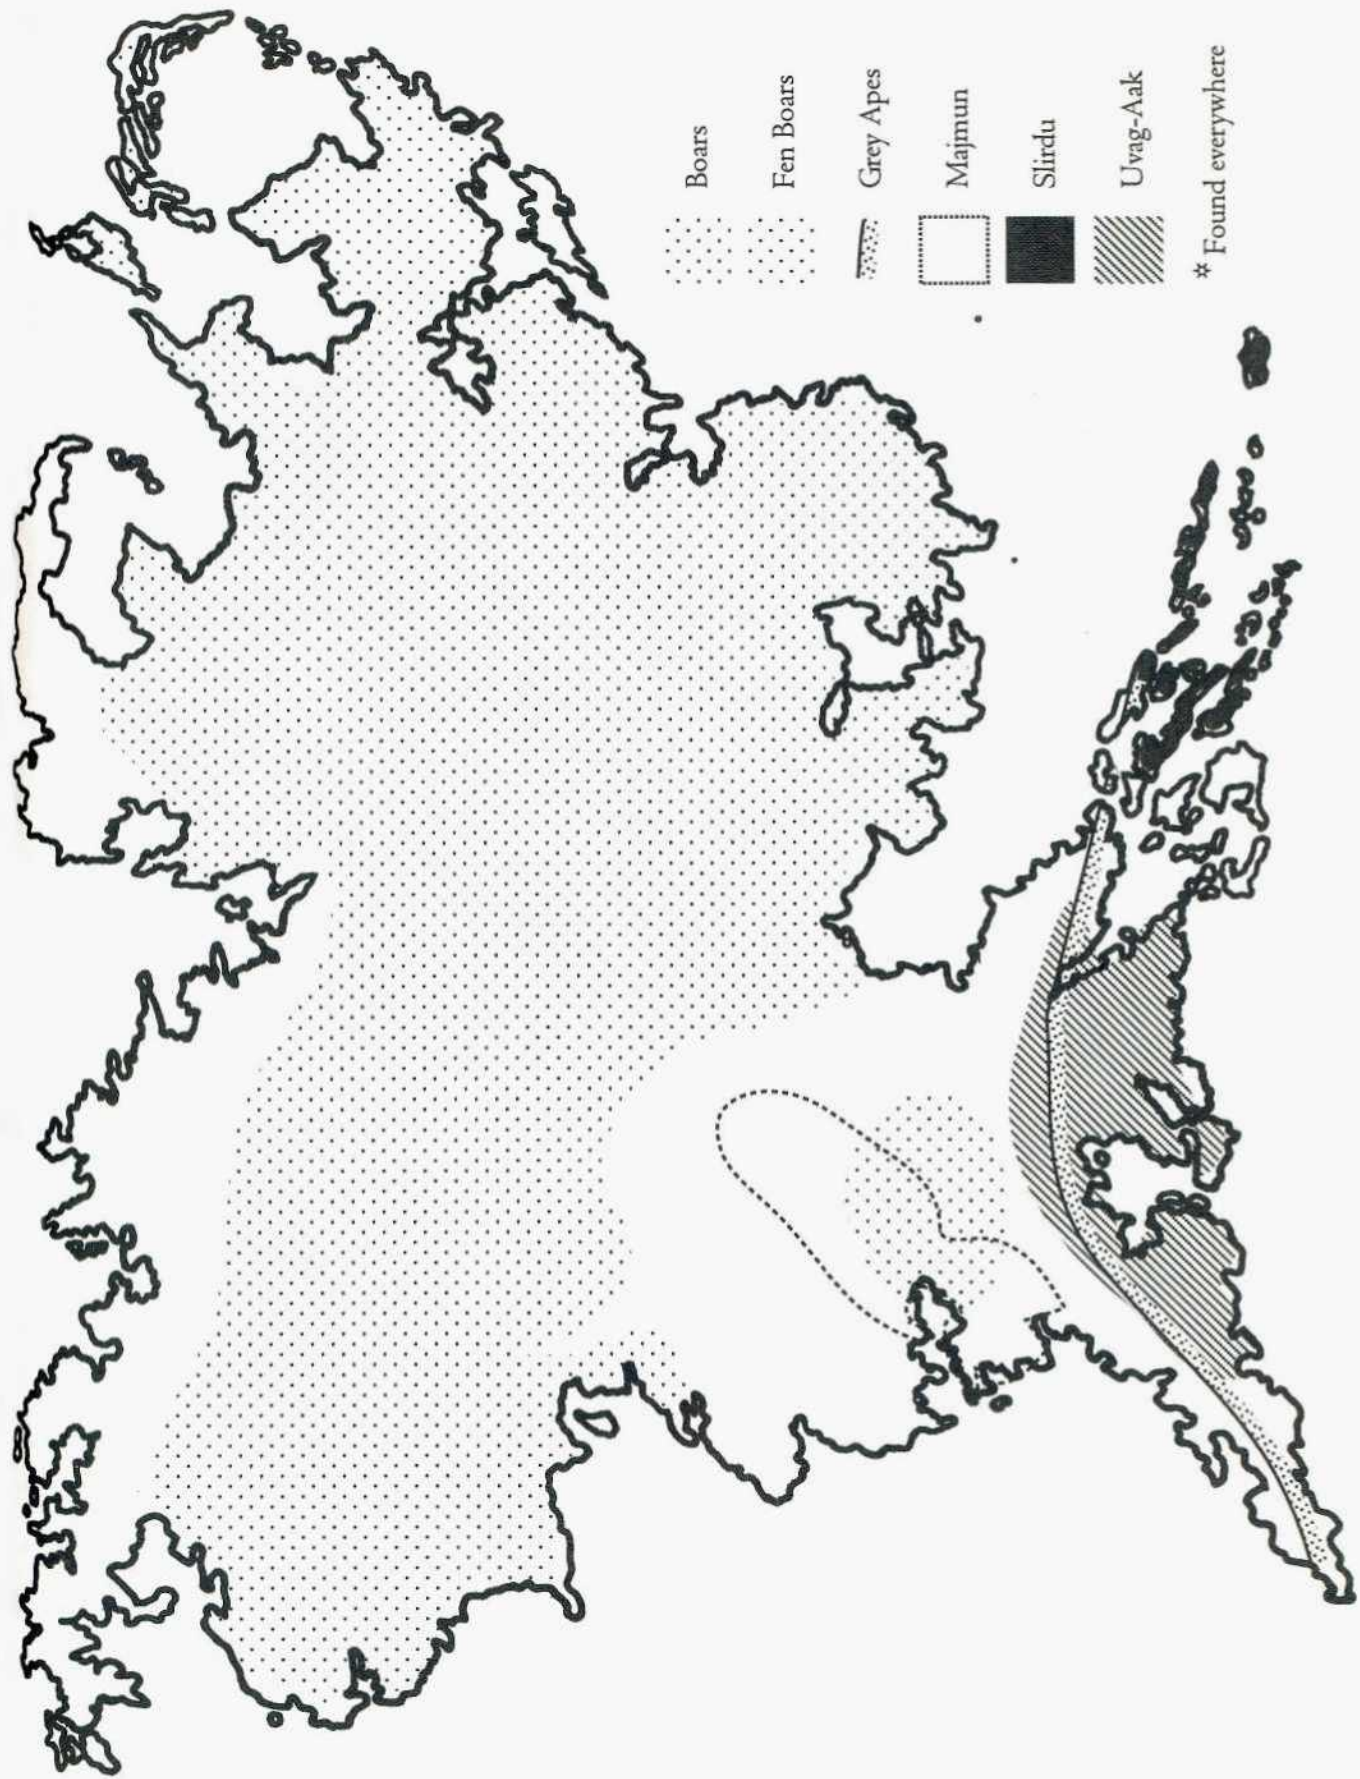 Boars
Fen Boars
Grey Apes
Majmun
Slirdu
Uvag-Aak
* Found everywhere